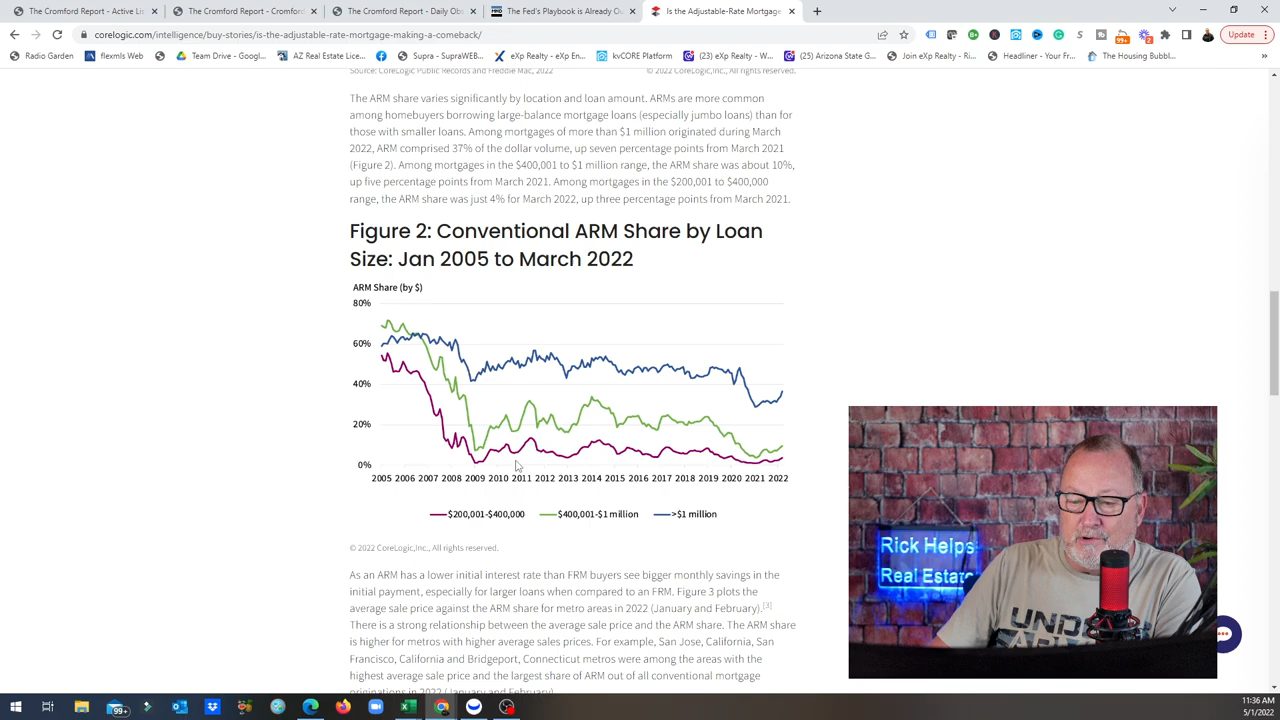 The Cromford Report - Active Li
The Cromford Report - Cromford
The Cromford Report - Daily Obs
The Fed's Playbook is Already Ou
Is the Adjustable-Rate Mortgage
corelogic.com/intelligence/buy-stories/is-the-adjustable-rate-mortgage-making-a-comeback/
99+
2
Update
Radio Garden
flexmls Web
Team Drive - Googl...
AZ Real Estate Lice...
Supra - SupraWEB...
eXp Realty - eXp En...
kvCORE Platform
(23) eXp Realty - W...
(25) Arizona State G...
Join eXp Realty - Ri...
Headliner - Your Fr...
The Housing Bubbl...
Source: CoreLogic Public Records and Freddie Mac, 2022
© 2022 CoreLogic,Inc., All rights reserved.
The ARM share varies significantly by location and loan amount. ARMs are more common
among homebuyers borrowing large-balance mortgage loans (especially jumbo loans) than for
those with smaller loans. Among mortgages of more than $1 million originated during March
2022, ARM comprised 37% of the dollar volume, up seven percentage points from March 2021
(Figure 2). Among mortgages in the $400,001 to $1 million range, the ARM share was about 10%,
up five percentage points from March 2021. Among mortgages in the $200,001 to $400,000
range, the ARM share was just 4% for March 2022, up three percentage points from March 2021.
Figure 2: Conventional ARM Share by Loan
Size: Jan 2005 to March 2022
ARM Share (by $)
80%
60%
40%
20%
0%
2005 2006 2007 2008 2009 2010 2011 2012 2013 2014 2015 2016 2017 2018 2019 2020 2021 2022
$200,001-$400,000
$400,001-$1 million
>$1 million
© 2022 CoreLogic,Inc., All rights reserved.
As an ARM has a lower initial interest rate than FRM buyers see bigger monthly savings in the
initial payment, especially for larger loans when compared to an FRM. Figure 3 plots the
average sale price against the ARM share for metro areas in 2022 (January and February).[3]
There is a strong relationship between the average sale price and the ARM share. The ARM share
is higher for metros with higher average sales prices. For example, San Jose, California, San
Francisco, California and Bridgeport, Connecticut metros were among the areas with the
highest average sale price and the largest share of ARM out of all conventional mortgage
originations in 2022 (January and February)
Rick Helps
Real Estate
99+
11:36 AM
5/1/2022